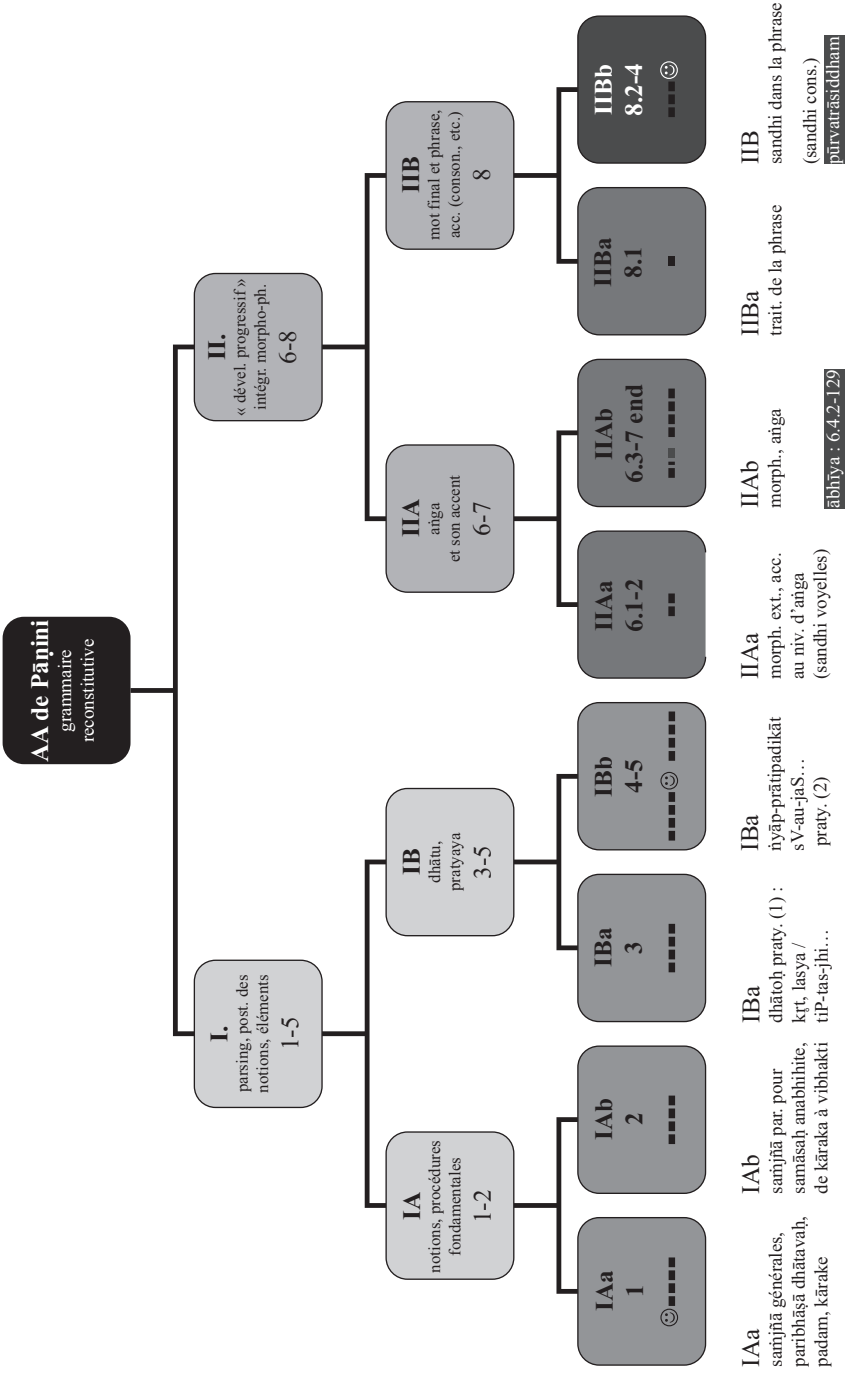 AA de Pāṇini
grammaire
reconstitutive
I.
parsing, post. des
notions, éléments
1-5
II.
« dével. progressif »
intégr. morpho-ph.
6-8
IA
notions, procédures
fondamentales
1-2
IB
dhātu,
pratyaya
3-5
IIA
aṅga
et son accent
6-7
IIB
mot final et phrase,
acc. (conson., etc.)
8
IAa
1
IAb
2
IBa
3
IBb
4-5
IIAa
6.1-2
IIAb
6.3-7 end
IIBa
8.1
IIBb
8.2-4
IAa
saṁjñā générales,
paribhāṣā dhātavaḥ,
padam, kārake
IAb
saṁjñā par. pour
samāsaḥ anabhihite,
de kāraka à vibhakti
IBa
dhātoḥ praty. (1) :
kṛt, lasya /
tiP-tas-jhi…
IBa
ṅyāp-prātipadikāt
sV-au-jaS…
praty. (2)
IIAa
morph. ext., acc.
au niv. d’aṅga
(sandhi voyelles)
IIAb
morph., aṅga
ābhīya : 6.4.2-129
IIBa
trait. de la phrase
IIB
sandhi dans la phrase
(sandhi cons.)
pūrvatrāsiddham